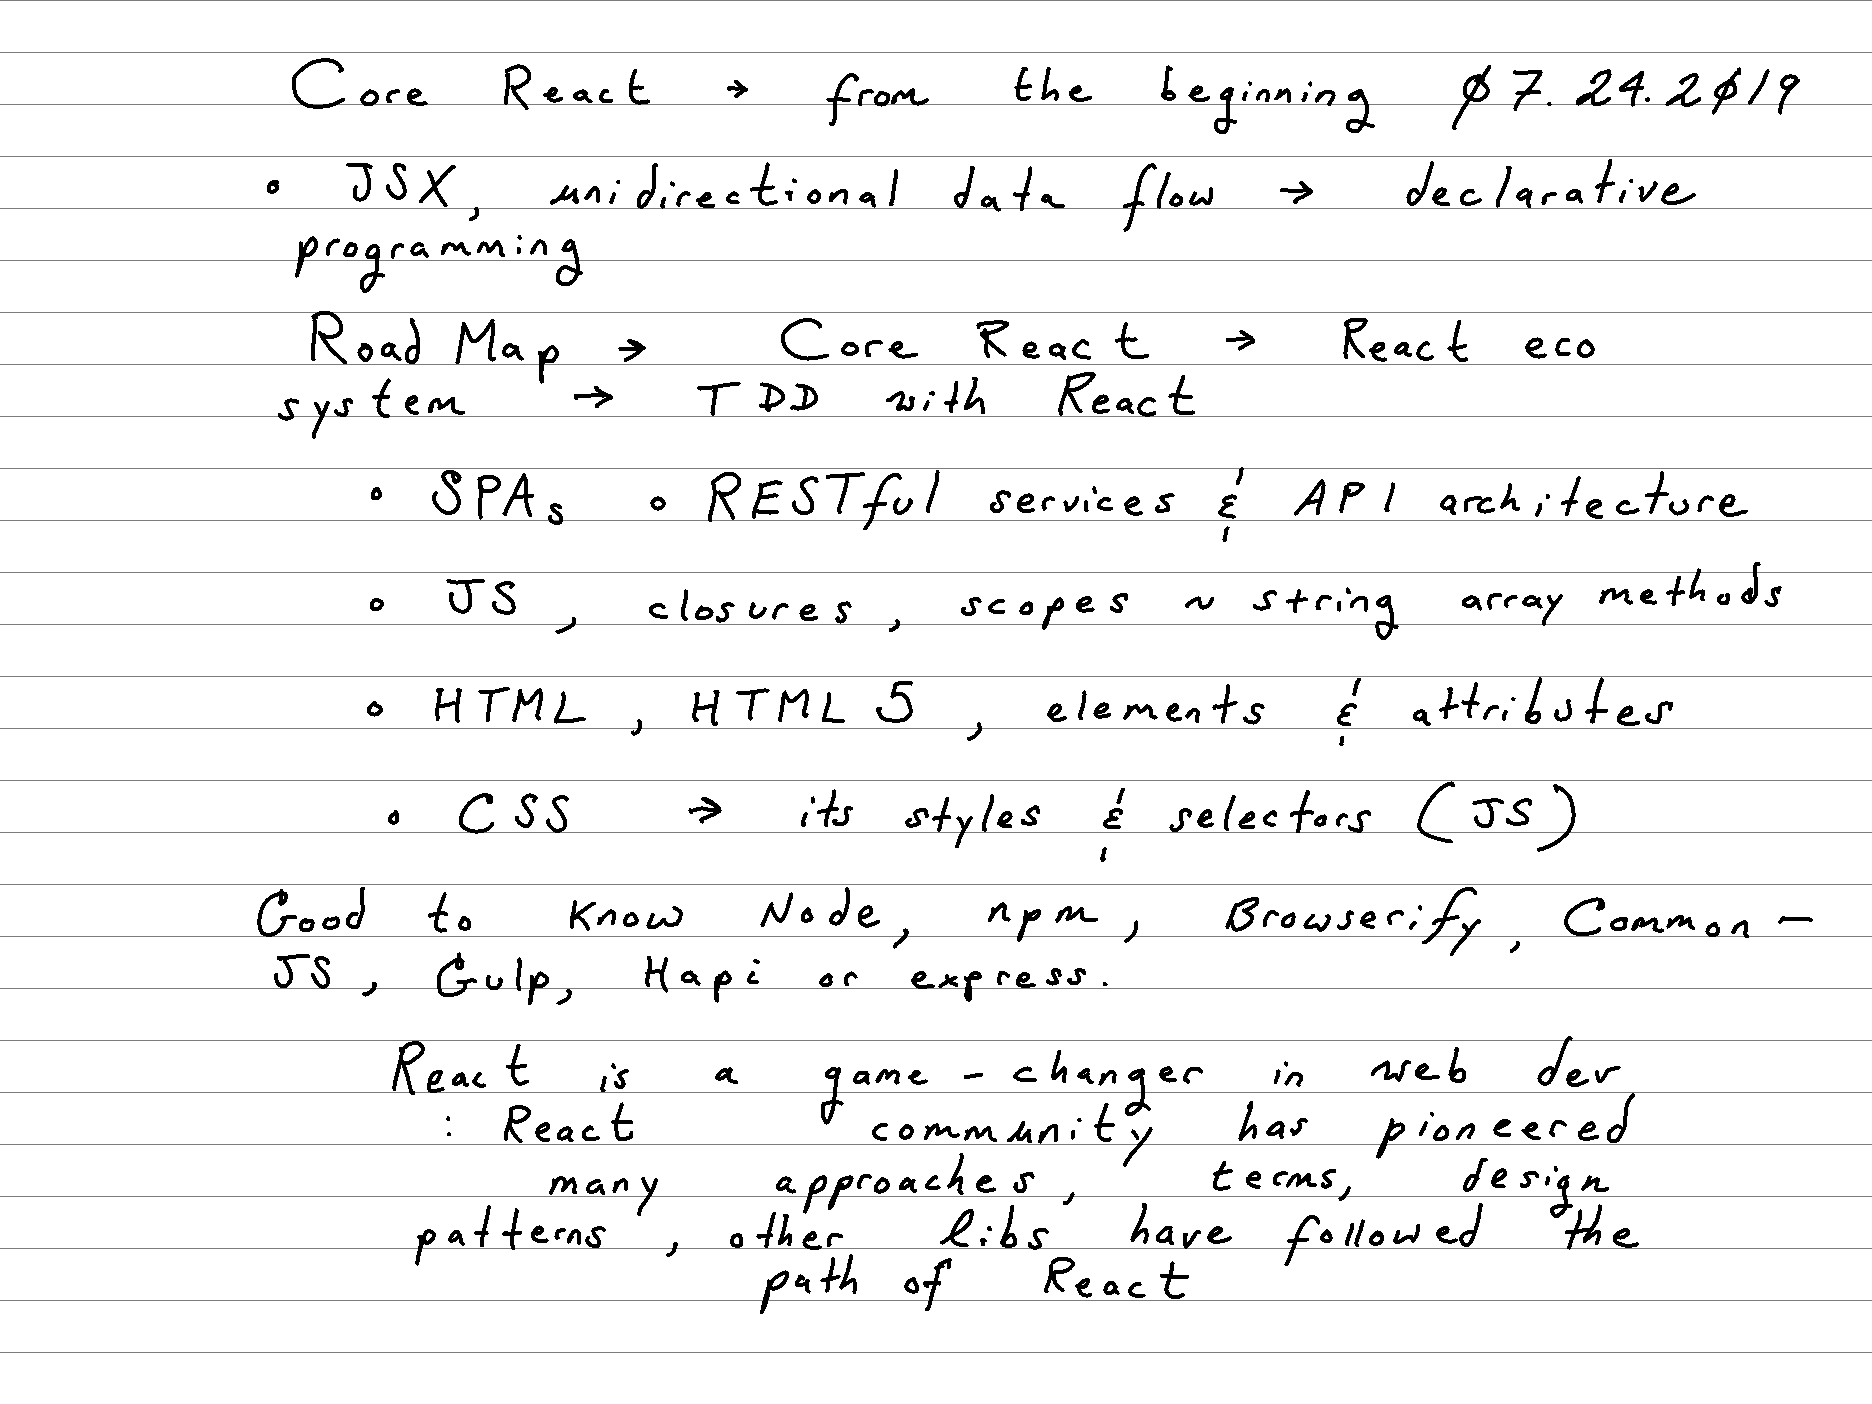 Core React → from the beginning 07.24.2019
• JSX, unidirectional data flow → declarative
programming
Road Map → Core React → React eco
system → TDD with React
• SPAs • RESTful services & API architecture
• JS, closures, scopes ~ string array methods
• HTML, HTML5, elements & attributes
• CSS → its styles & selectors (JS)
Good to know Node, npm, Browserify, Common-
JS, Gulp, Hapi or express.
React is a game-changer in web dev
: React community has pioneered
many approaches, terms, design
patterns, other libs have followed the
path of React